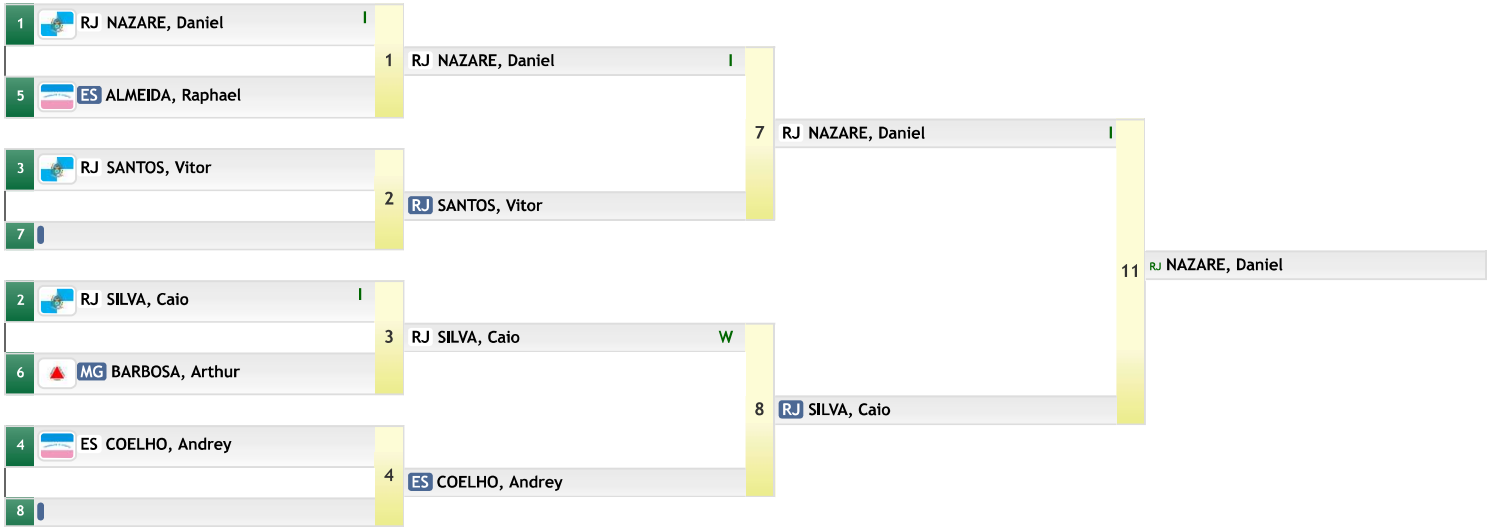 1 RJ NAZARE, Daniel I
1 RJ NAZARE, Daniel I
5 ES ALMEIDA, Raphael
7 RJ NAZARE, Daniel I
3 RJ SANTOS, Vitor
2 RJ SANTOS, Vitor
7
11 RJ NAZARE, Daniel
2 RJ SILVA, Caio I
3 RJ SILVA, Caio W
6 MG BARBOSA, Arthur
8 RJ SILVA, Caio
4 ES COELHO, Andrey
4 ES COELHO, Andrey
8